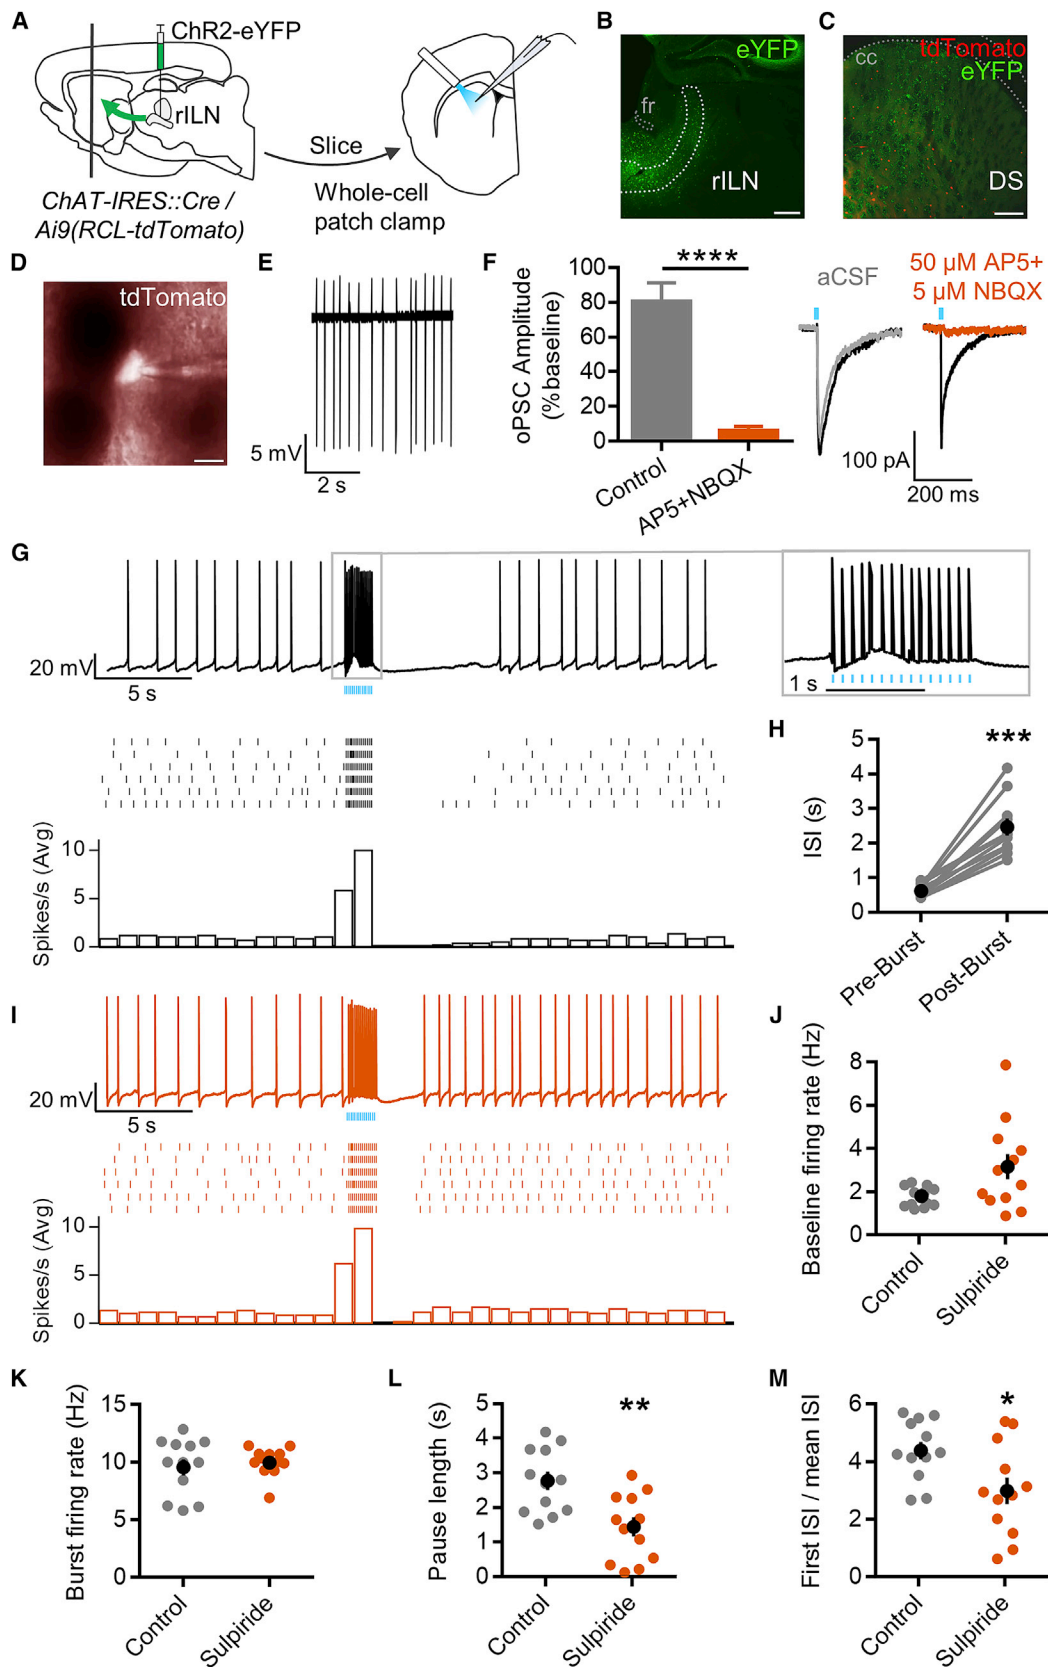 A
ChR2-eYFP
rILN
ChAT-IRES::Cre /
Ai9(RCL-tdTomato)
Slice
Whole-cell
patch clamp
B
eYFP
fr
rILN
C
cc
tdTomato
eYFP
DS
D
tdTomato
E
5 mV
2 s
F
oPSC Amplitude
(%baseline)
100
80
60
40
20
0
****
Control
AP5+NBQX
aCSF
50 µM AP5+
5 µM NBQX
100 pA
200 ms
G
20 mV
5 s
1 s
Spikes/s (Avg)
10
5
0
H
***
ISI (s)
5
4
3
2
1
0
Pre-Burst
Post-Burst
I
20 mV
5 s
Spikes/s (Avg)
10
5
0
J
Baseline firing rate (Hz)
8
6
4
2
0
Control
Sulpiride
K
Burst firing rate (Hz)
15
10
5
0
Control
Sulpiride
L
**
Pause length (s)
5
4
3
2
1
0
Control
Sulpiride
M
*
First ISI / mean ISI
6
4
2
0
Control
Sulpiride